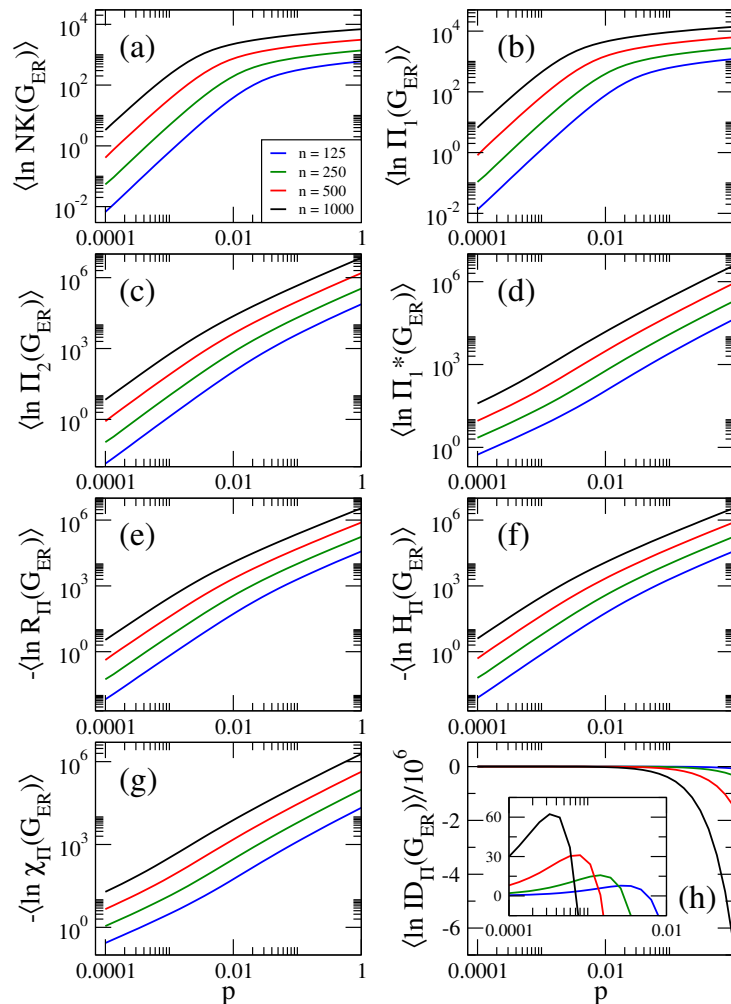 (a)
⟨ln NK(G_ER)⟩
10^4
10^2
10^0
10^-2
0.0001
0.01
1
n = 125
n = 250
n = 500
n = 1000
(b)
⟨ln Π_1(G_ER)⟩
10^4
10^2
10^0
10^-2
0.0001
0.01
(c)
⟨ln Π_2(G_ER)⟩
10^6
10^3
10^0
0.0001
0.01
1
(d)
⟨ln Π_1*(G_ER)⟩
10^6
10^3
10^0
0.0001
0.01
(e)
-⟨ln R_Π(G_ER)⟩
10^6
10^3
10^0
0.0001
0.01
1
(f)
-⟨ln H_Π(G_ER)⟩
10^6
10^3
10^0
0.0001
0.01
(g)
-⟨ln χ_Π(G_ER)⟩
10^6
10^3
10^0
0.0001
0.01
1
p
(h)
⟨ln ID_Π(G_ER)⟩/10^6
0
-2
-4
-6
60
30
0
0.0001
0.01
0.0001
0.01
p